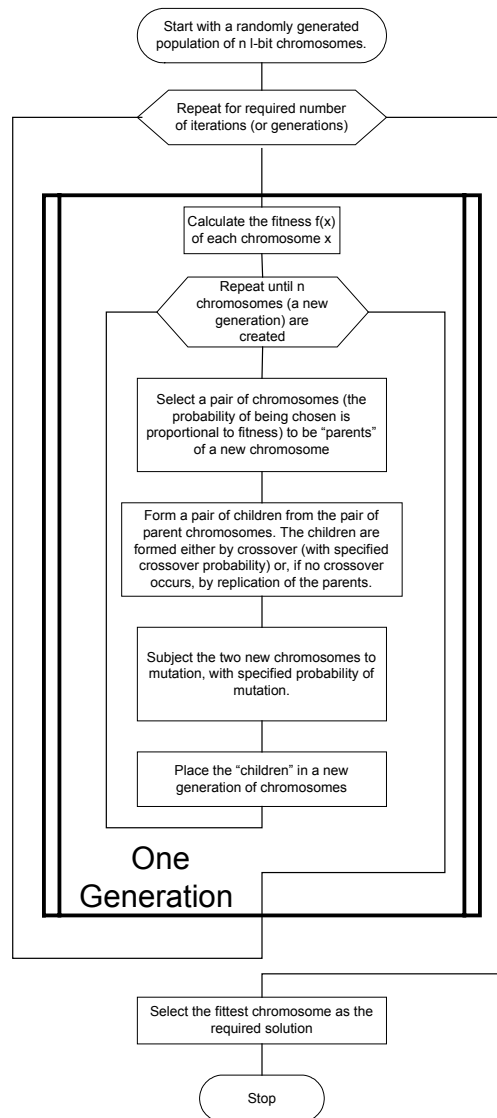 Start with a randomly generated
population of n l-bit chromosomes.
Repeat for required number
of iterations (or generations)
Calculate the fitness f(x)
of each chromosome x
Repeat until n
chromosomes (a new
generation) are
created
Select a pair of chromosomes (the
probability of being chosen is
proportional to fitness) to be “parents”
of a new chromosome
Form a pair of children from the pair of
parent chromosomes. The children are
formed either by crossover (with specified
crossover probability) or, if no crossover
occurs, by replication of the parents.
Subject the two new chromosomes to
mutation, with specified probability of
mutation.
Place the “children” in a new
generation of chromosomes
One
Generation
Select the fittest chromosome as the
required solution
Stop